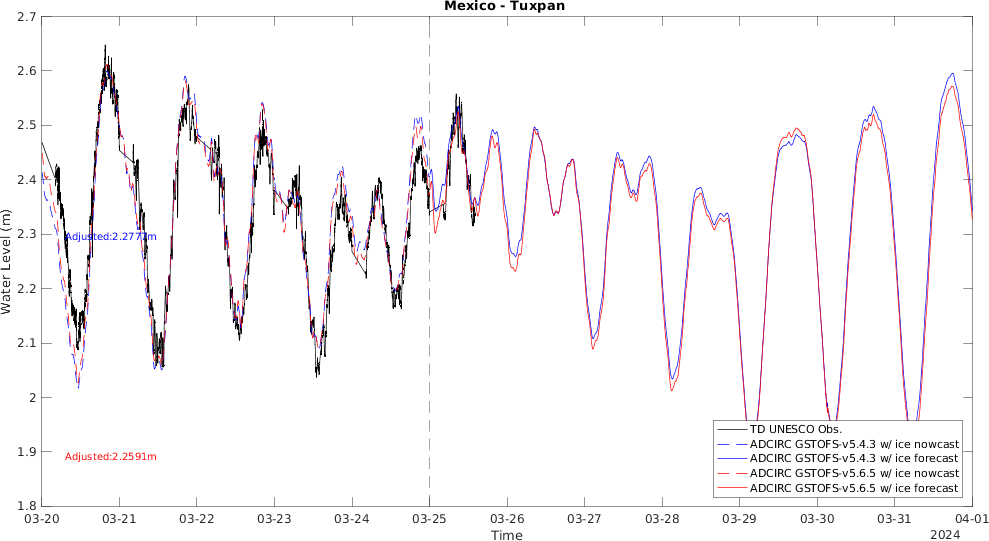 Mexico - Tuxpan
2.7
2.6
2.5
2.4
2.3
2.2
2.1
2
1.9
1.8
Water Level (m)
Adjusted:2.2777m
Adjusted:2.2591m
TD UNESCO Obs.
ADCIRC GSTOFS-v5.4.3 w/ ice nowcast
ADCIRC GSTOFS-v5.4.3 w/ ice forecast
ADCIRC GSTOFS-v5.6.5 w/ ice nowcast
ADCIRC GSTOFS-v5.6.5 w/ ice forecast
03-20 03-21 03-22 03-23 03-24 03-25 03-26 03-27 03-28 03-29 03-30 03-31 04-01
Time
2024